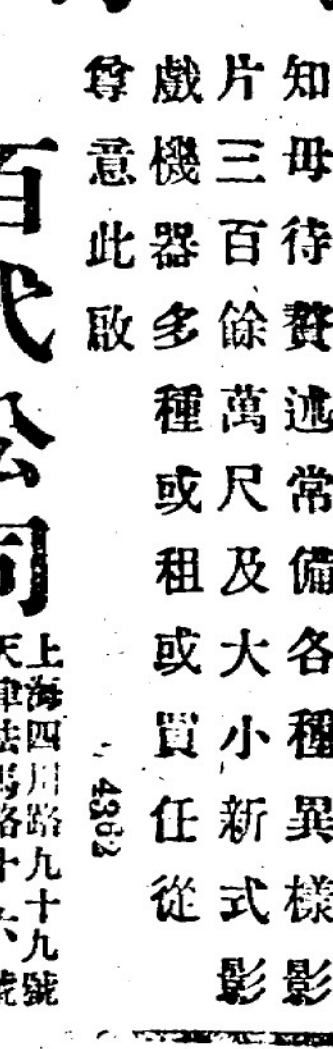 知毋待贅述常備各種異樣影
片三百餘萬尺及大小新式影
戲機器多種或租或買任從
尊意此啟
4362
百代公司
上海四川路九十九號
天津法馬路十六號